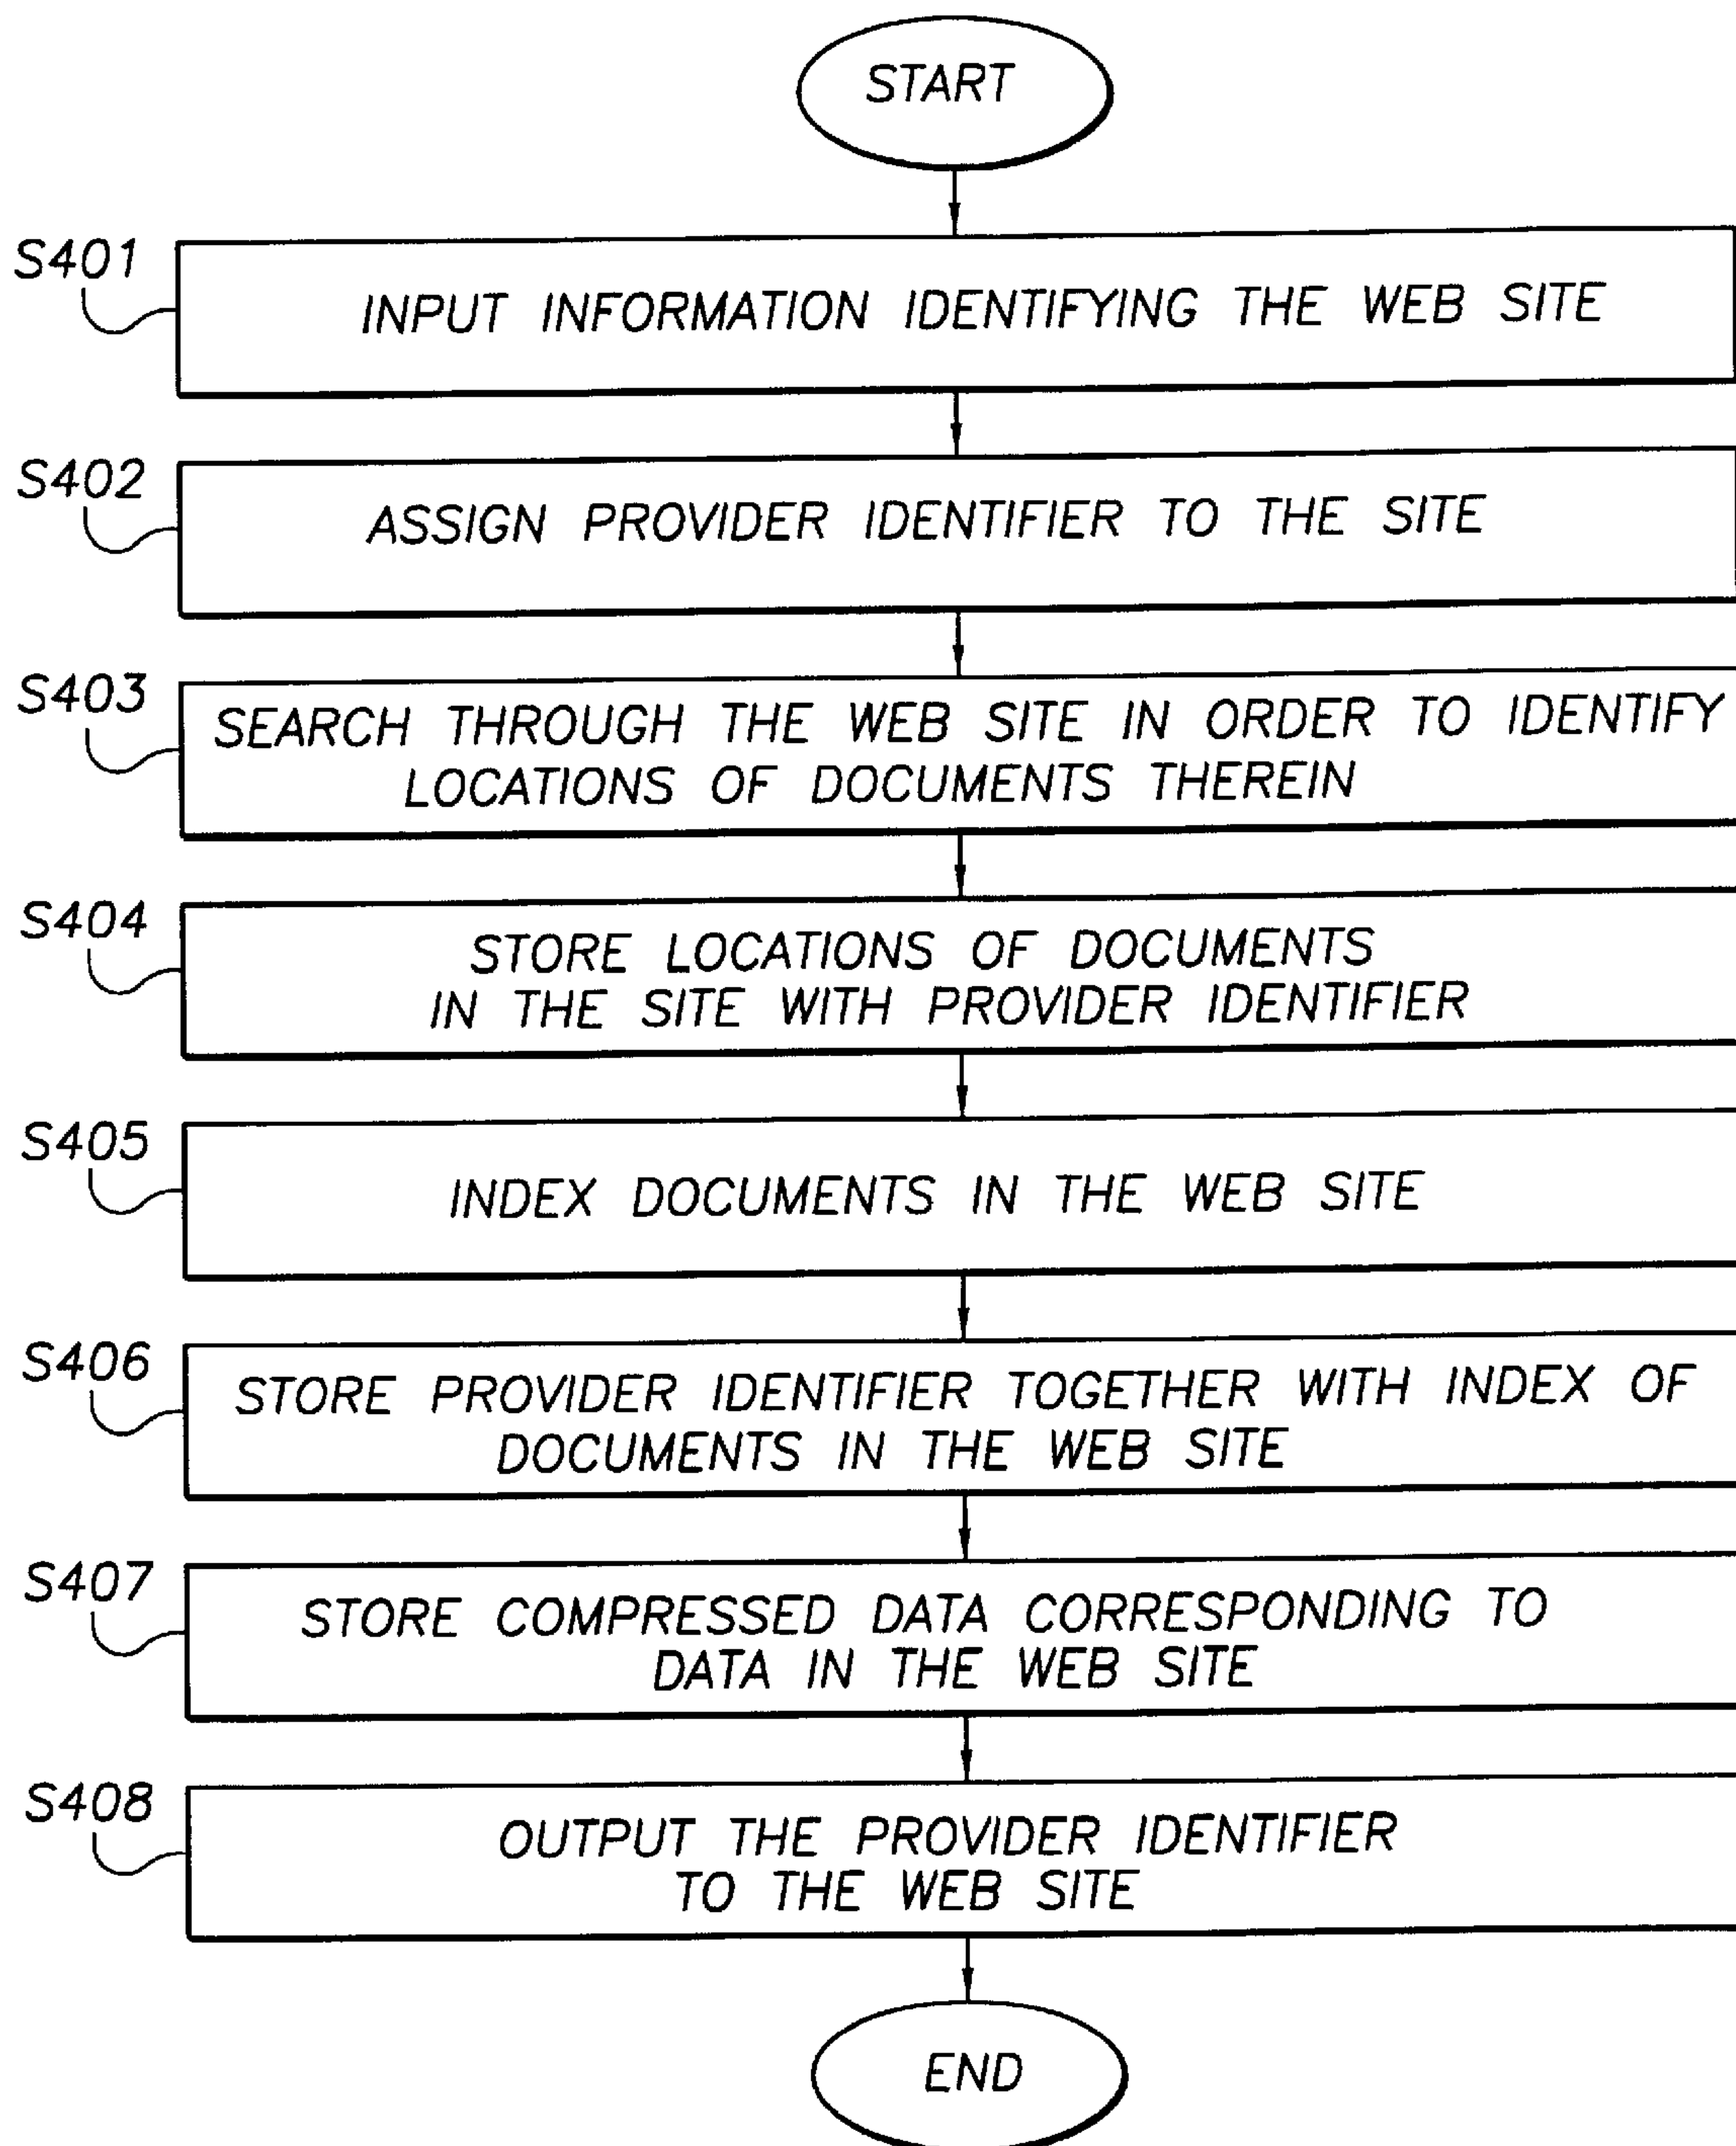 START
S401
INPUT INFORMATION IDENTIFYING THE WEB SITE
S402
ASSIGN PROVIDER IDENTIFIER TO THE SITE
S403
SEARCH THROUGH THE WEB SITE IN ORDER TO IDENTIFY
LOCATIONS OF DOCUMENTS THEREIN
S404
STORE LOCATIONS OF DOCUMENTS
IN THE SITE WITH PROVIDER IDENTIFIER
S405
INDEX DOCUMENTS IN THE WEB SITE
S406
STORE PROVIDER IDENTIFIER TOGETHER WITH INDEX OF
DOCUMENTS IN THE WEB SITE
S407
STORE COMPRESSED DATA CORRESPONDING TO
DATA IN THE WEB SITE
S408
OUTPUT THE PROVIDER IDENTIFIER
TO THE WEB SITE
END